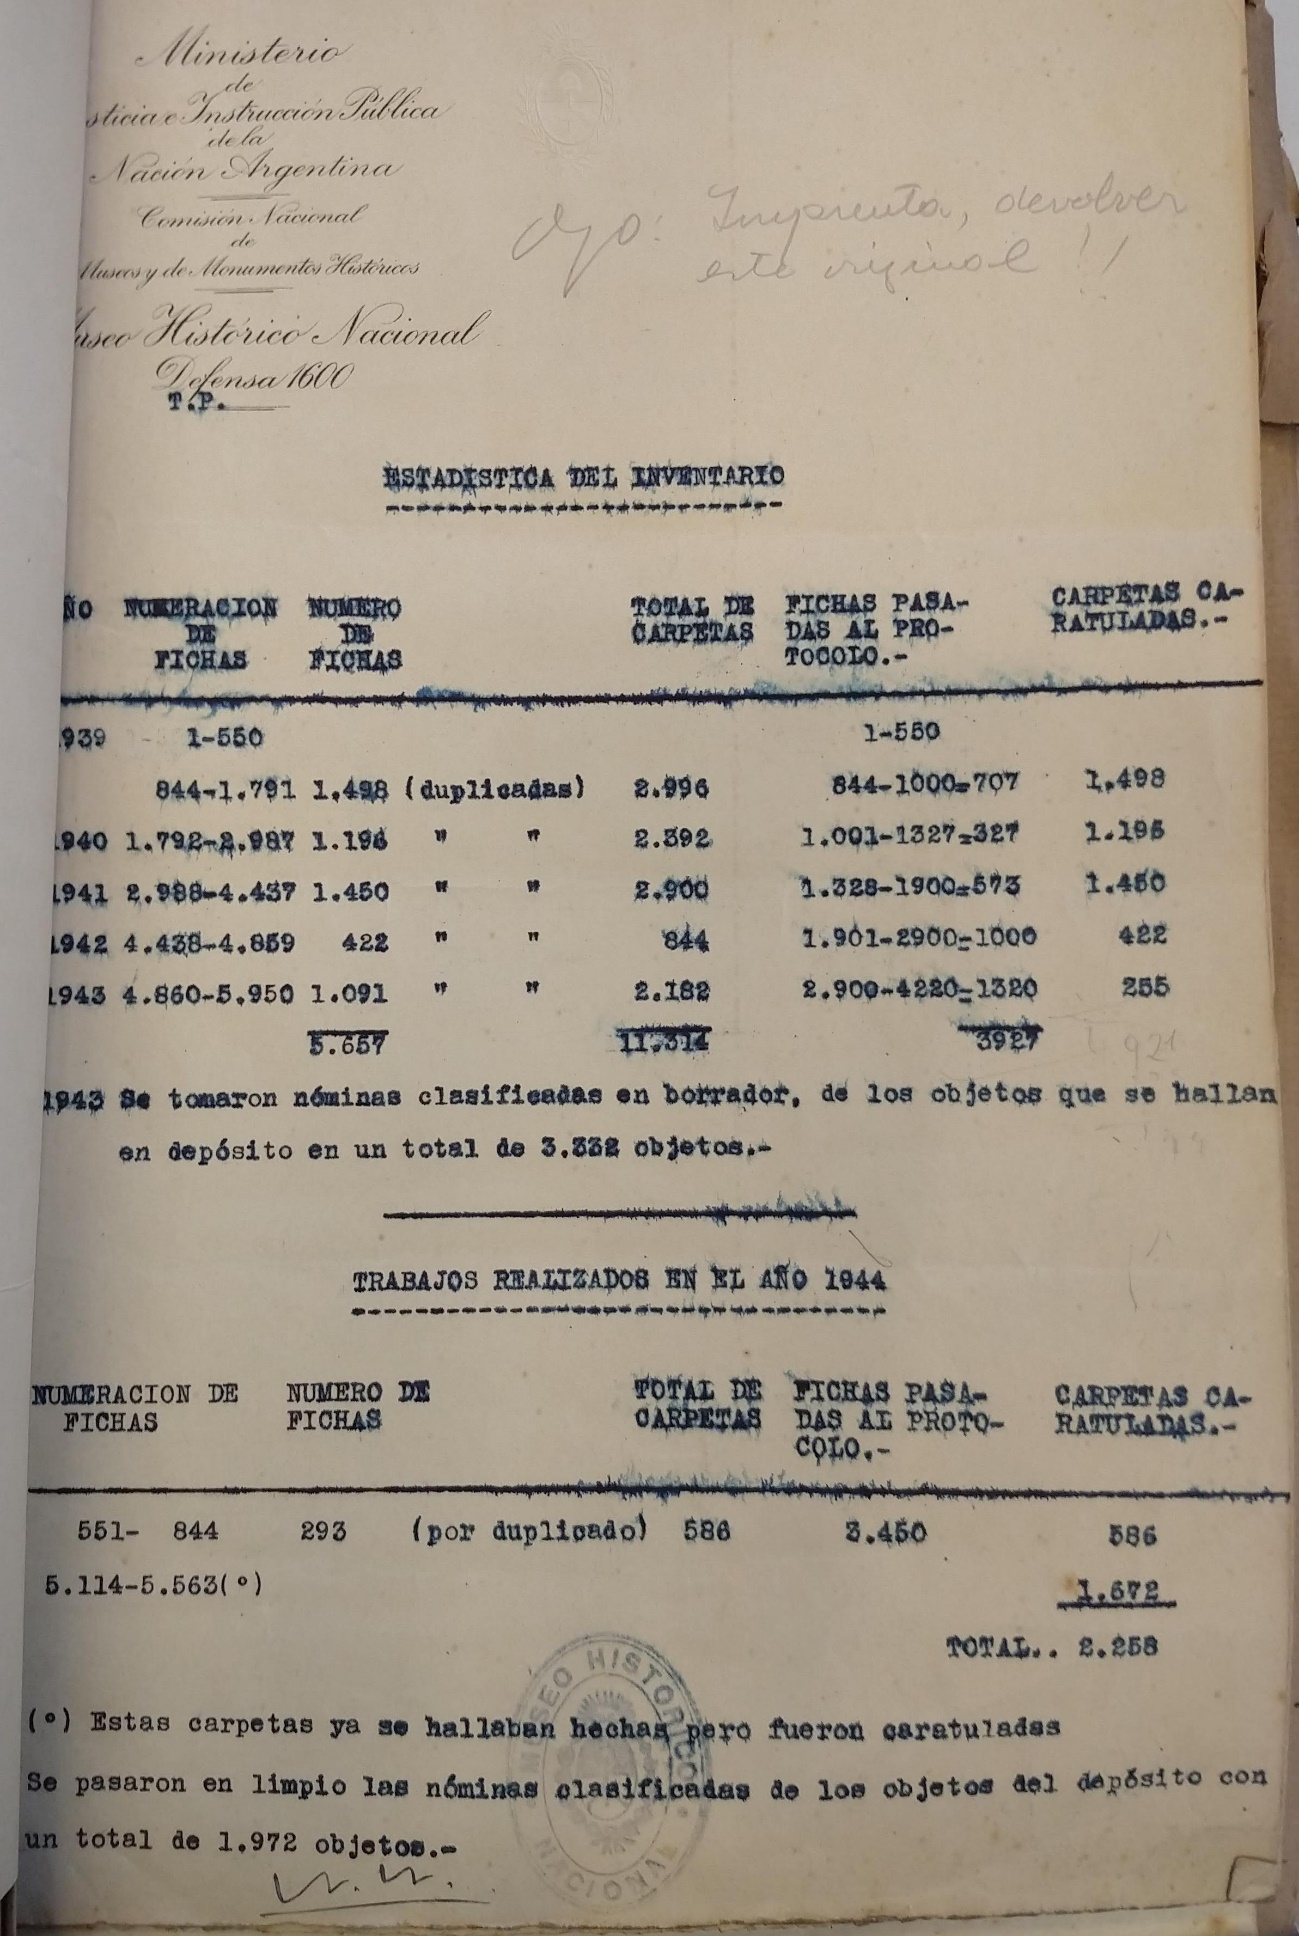 Ministerio
de
sticia e Instrucción Pública
de la
Nación Argentina
Comisión Nacional
de
Museos y de Monumentos Históricos
useo Histórico Nacional
Defensa 1600
T.P.
Ojo: Imprenta, devolver
este original!!
ESTADISTICA DEL INVENTARIO
ÑO NUMERACION DE FICHAS NUMERO DE FICHAS TOTAL DE CARPETAS FICHAS PASA-DAS AL PRO-TOCOLO.- CARPETAS CA-RATULADAS.-
1939 - 1-550 1-550
844-1.791 1.498 (duplicadas) 2.996 844-1000=707 1.498
1940 1.792-2.987 1.196 " " 2.392 1.001-1327=327 1.196
1941 2.988-4.437 1.450 " " 2.900 1.328-1900=573 1.450
1942 4.438-4.859 422 " " 844 1.901-2900=1000 422
1943 4.860-5.950 1.091 " " 2.182 2.900-4220=1320 255
5.657 11.314 3927
1943 Se tomaron nóminas clasificadas en borrador, de los objetos que se hallan
en depósito en un total de 3.332 objetos.-
TRABAJOS REALIZADOS EN EL AÑO 1944
NUMERACION DE FICHAS NUMERO DE FICHAS TOTAL DE CARPETAS FICHAS PASA-DAS AL PROTO-COLO.- CARPETAS CA-RATULADAS.-
551- 844 293 (por duplicado) 586 3.450 586
5.114-5.563(°) 1.672
TOTAL.. 2.258
(°) Estas carpetas ya se hallaban hechas pero fueron caratuladas
Se pasaron en limpio las nóminas clasificadas de los objetos del depósito con
un total de 1.972 objetos.-
MUSEO HISTORICO NACIONAL